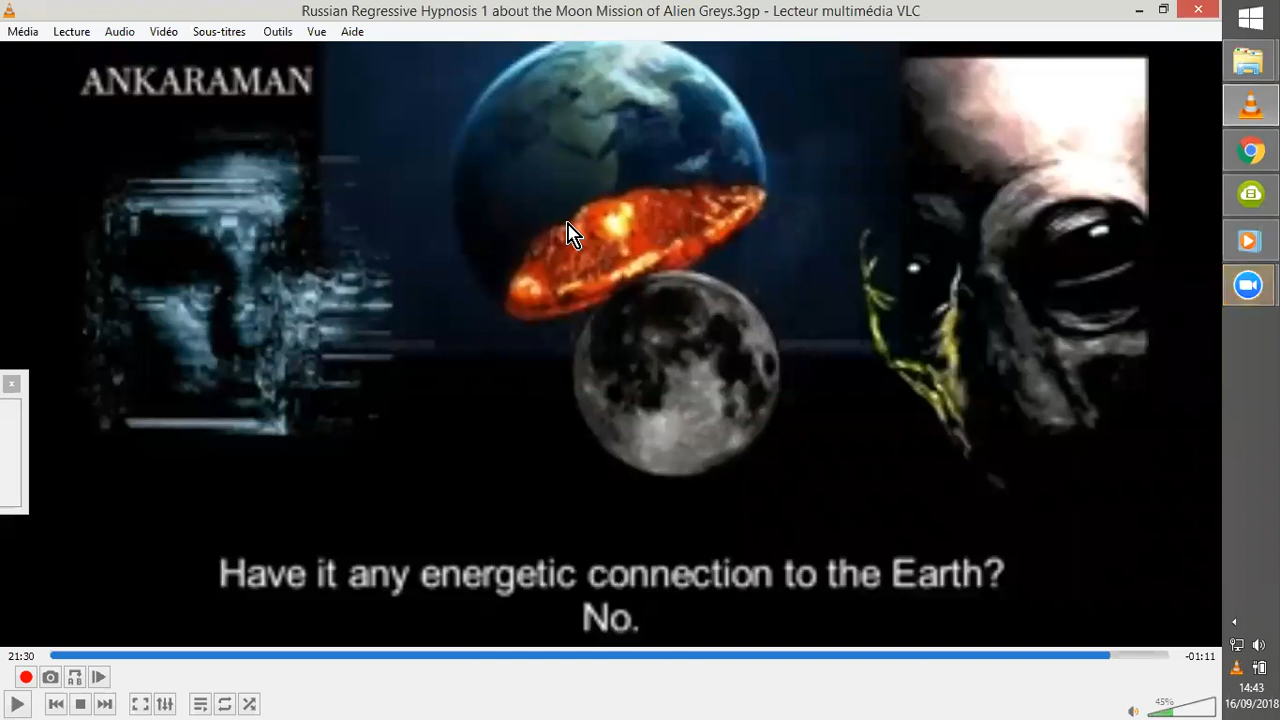 Russian Regressive Hypnosis 1 about the Moon Mission of Alien Greys.3gp - Lecteur multimédia VLC
Média Lecture Audio Vidéo Sous-titres Outils Vue Aide
ANKARAMAN
Have it any energetic connection to the Earth?
No.
21:30
-01:11
45%
14:43
16/09/2018